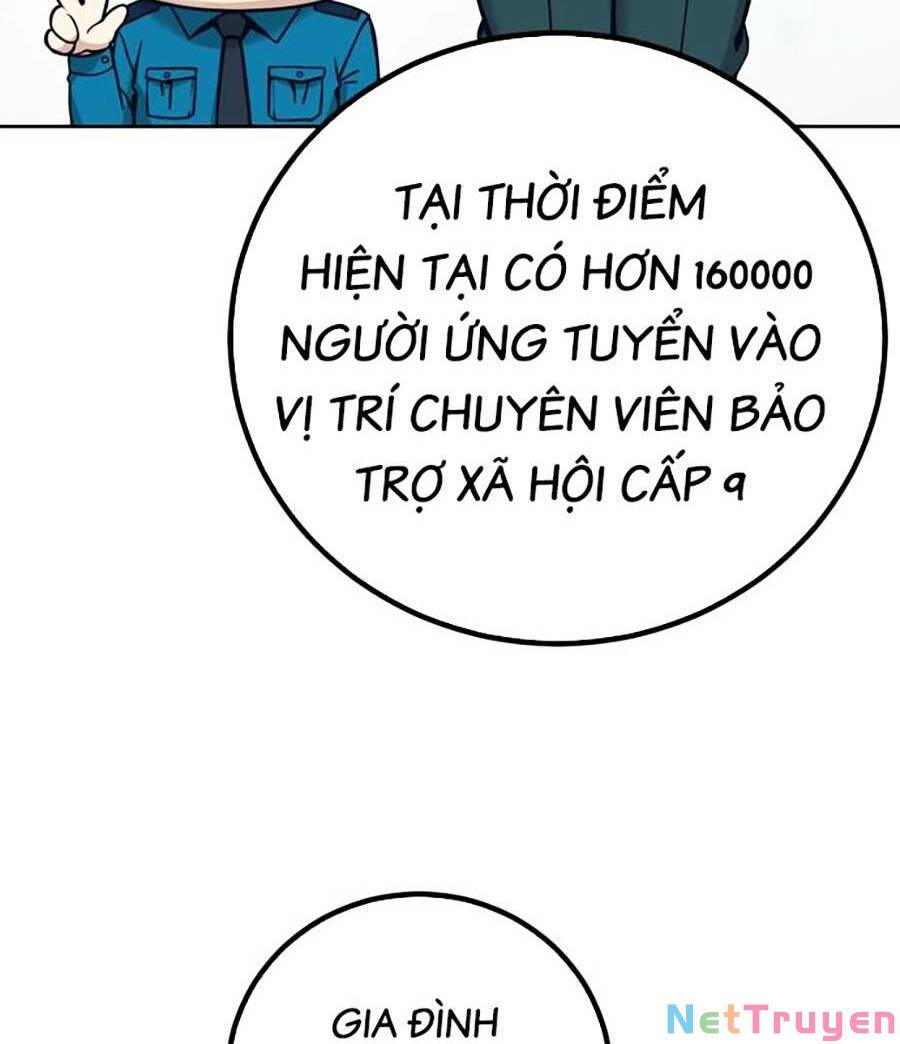 TẠI THỜI ĐIỂM
HIỆN TẠI CÓ HƠN 160000
NGƯỜI ỨNG TUYỂN VÀO
VỊ TRÍ CHUYÊN VIÊN BẢO
TRỢ XÃ HỘI CẤP 9
GIA ĐÌNH
NetTruyen